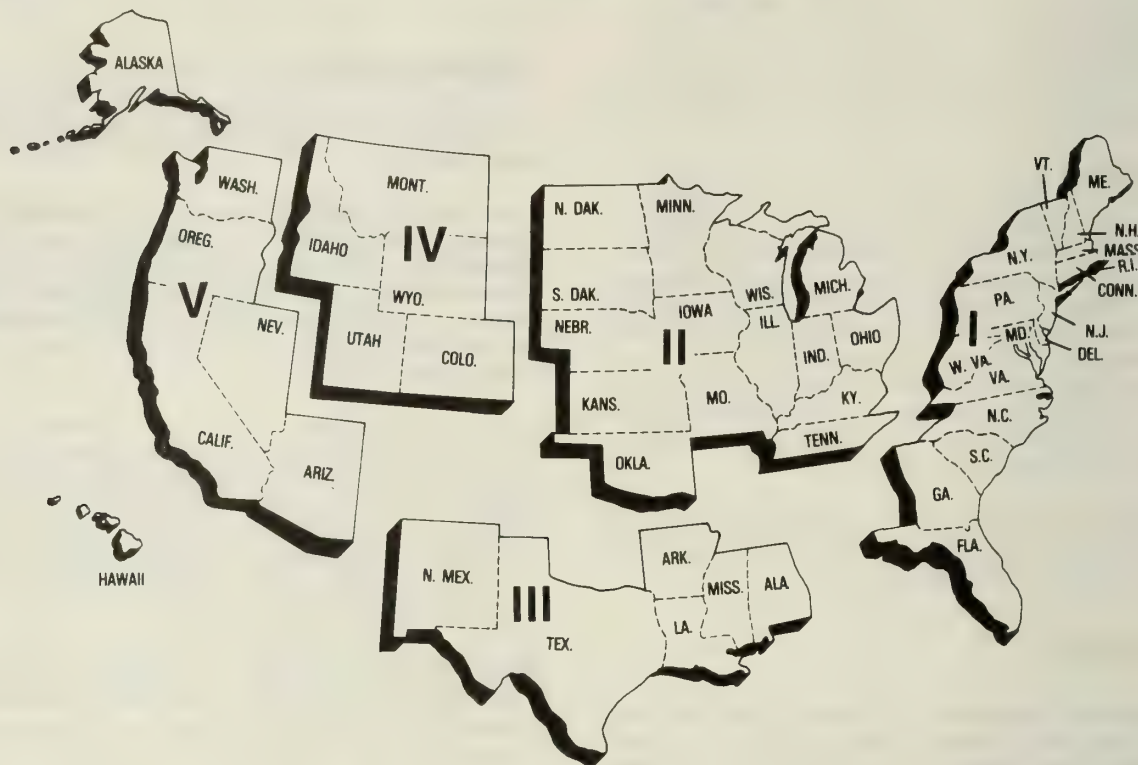 ALASKA
WASH.
OREG.
V
NEV.
CALIF.
ARIZ.
HAWAII
MONT.
IDAHO
IV
WYO.
UTAH
COLO.
N. DAK.
MINN.
S. DAK.
WIS.
MICH.
NEBR.
IOWA
ILL.
II
IND.
OHIO
KANS.
MO.
KY.
TENN.
OKLA.
N. MEX.
III
TEX.
ARK.
MISS.
ALA.
LA.
VT.
ME.
N.H.
MASS.
N.Y.
R.I.
CONN.
PA.
I
N.J.
MD.
DEL.
W. VA.
VA.
N.C.
S.C.
GA.
FLA.